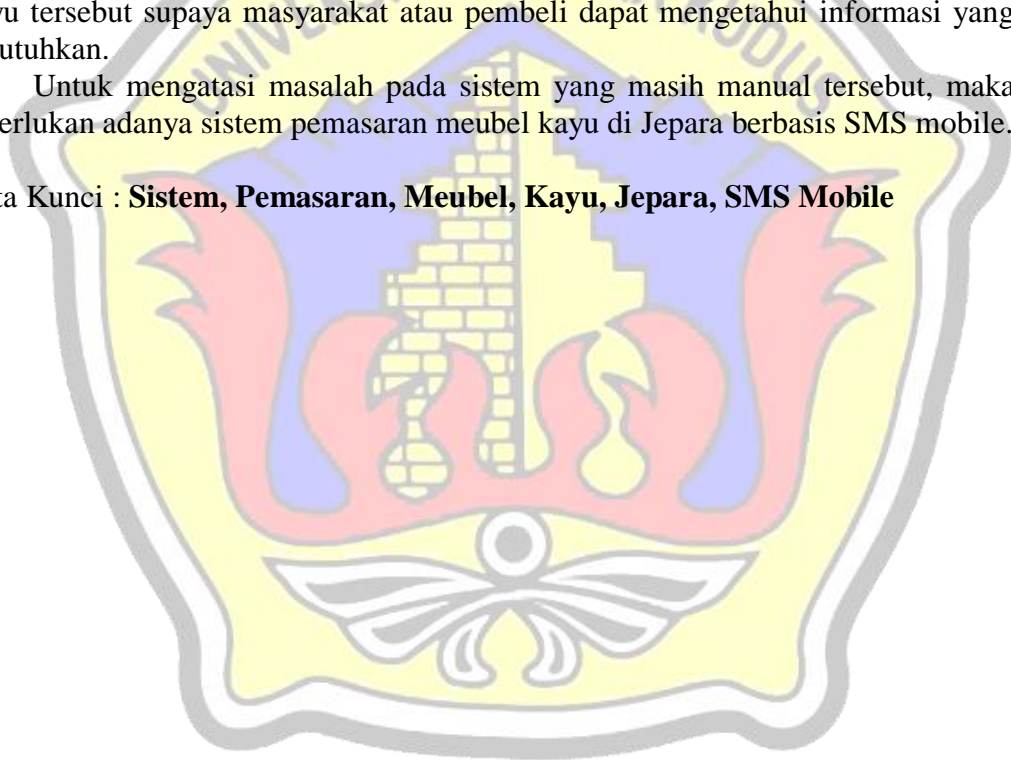 yu tersebut supaya masyarakat atau pembeli dapat mengetahui informasi yang
utuhkan.
Untuk mengatasi masalah pada sistem yang masih manual tersebut, maka
erlukan adanya sistem pemasaran meubel kayu di Jepara berbasis SMS mobile.
ta Kunci : Sistem, Pemasaran, Meubel, Kayu, Jepara, SMS Mobile